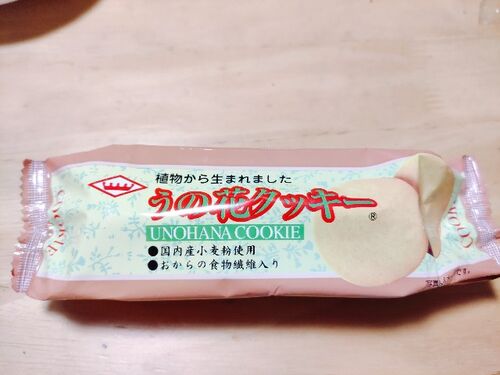 植物から生まれました
うの花クッキー®
UNOHANA COOKIE
●国内産小麦粉使用
●おからの食物繊維入り
COOKIE